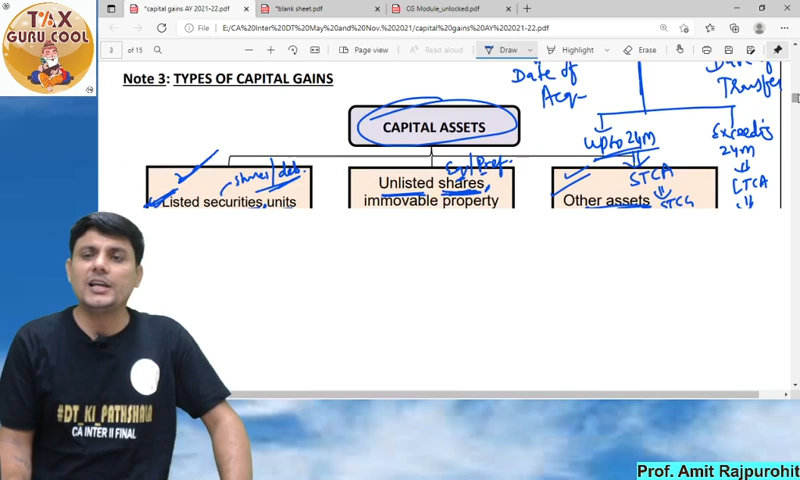 TAX
GURU COOL
*capital gains AY 2021-22.pdf
*blank sheet.pdf
CG Module_unlocked.pdf
File
E:/CA%20Inter%20DT%20May%20and%20Nov.%202021/capital%20gains%20AY%202021-22.pdf
3
of 15
Page view
Read aloud
Draw
Highlight
Erase
Note 3: TYPES OF CAPITAL GAINS
Date of
Acq
Transfer
CAPITAL ASSETS
upto 24m
Exceeding
24m
STCA
LTCA
STCG
shares/deb.
Listed securities, units
Eq/Pref.
Unlisted shares,
immovable property
Other assets
#DT_KI_PATHSHALA
CA INTER II FINAL
Prof. Amit Rajpurohit